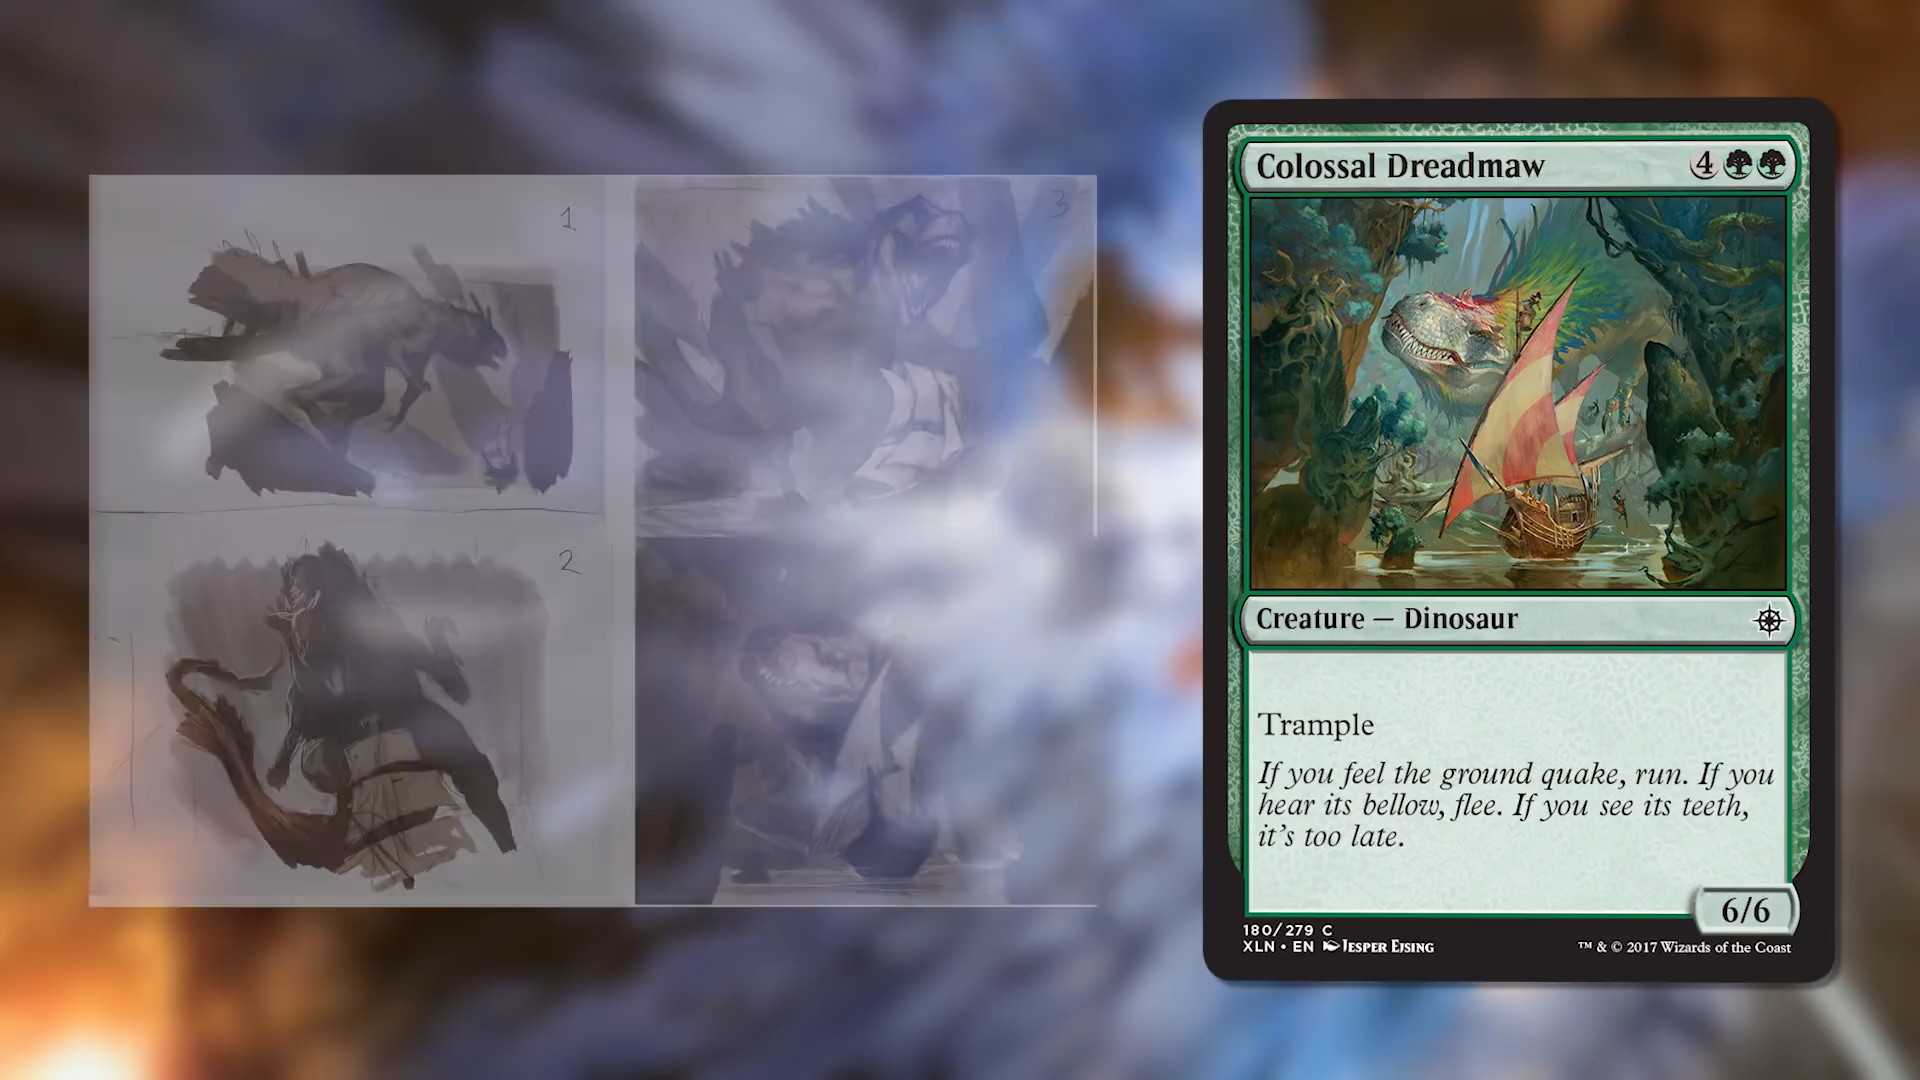 1
2
3
Colossal Dreadmaw 4
Creature — Dinosaur
Trample
If you feel the ground quake, run. If you
hear its bellow, flee. If you see its teeth,
it's too late.
6/6
180/279 C
XLN • EN Jesper Ejsing
™ & © 2017 Wizards of the Coast